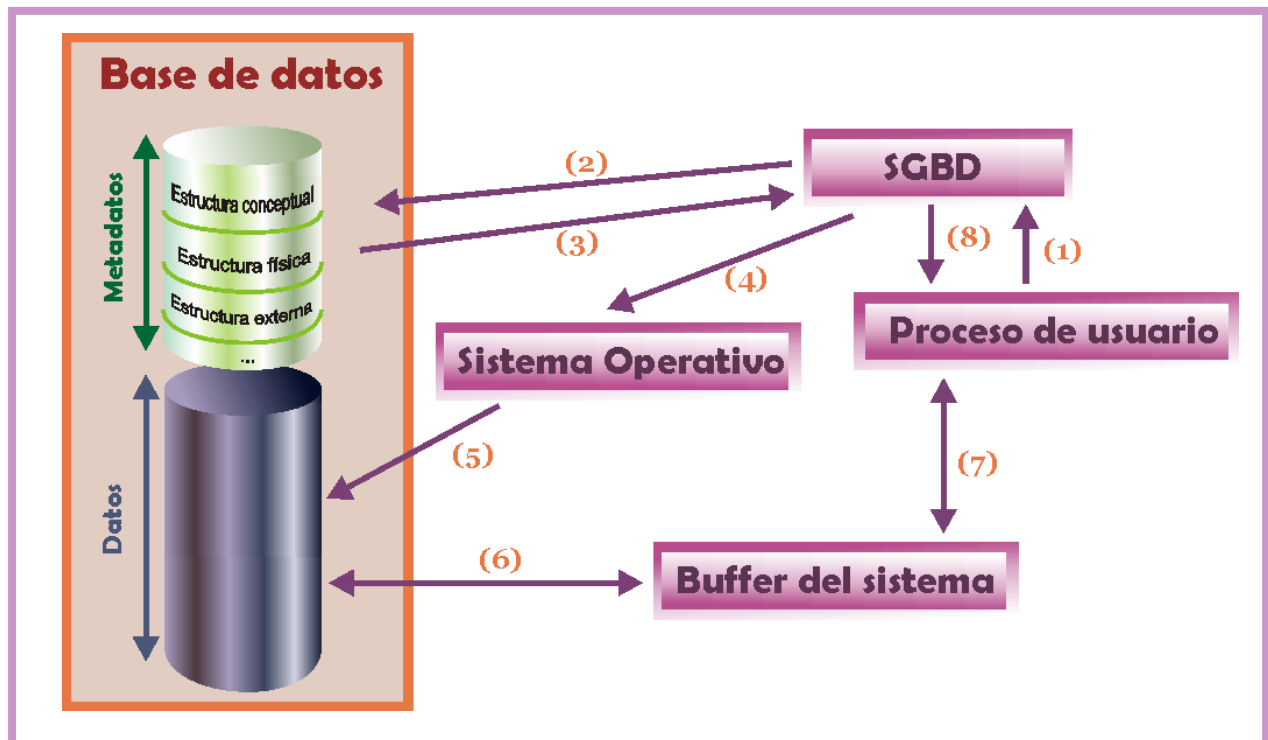 Base de datos
Metadatos
Estructura conceptual
Estructura física
Estructura externa
...
Datos
(2)
(3)
SGBD
(4)
(8)
(1)
Sistema Operativo
Proceso de usuario
(5)
(7)
(6)
Buffer del sistema